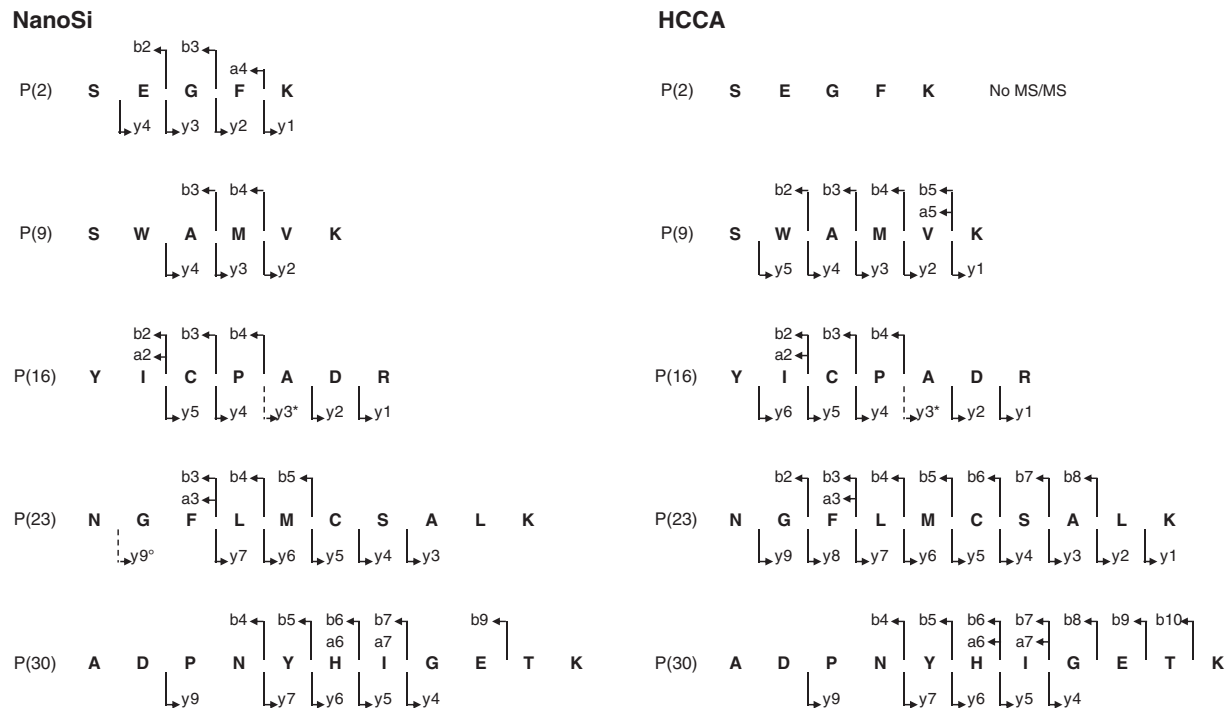 NanoSi HCCA
b2 b3
a4
P(2) S E G F K P(2) S E G F K No MS/MS
y4 y3 y2 y1
b3 b4 b2 b3 b4 b5
a5
P(9) S W A M V K P(9) S W A M V K
y4 y3 y2 y5 y4 y3 y2 y1
b2 b3 b4 b2 b3 b4
a2 a2
P(16) Y I C P A D R P(16) Y I C P A D R
y5 y4 y3* y2 y1 y6 y5 y4 y3* y2 y1
b3 b4 b5 b2 b3 b4 b5 b6 b7 b8
a3 a3
P(23) N G F L M C S A L K P(23) N G F L M C S A L K
y9° y7 y6 y5 y4 y3 y9 y8 y7 y6 y5 y4 y3 y2 y1
b4 b5 b6 b7 b9 b4 b5 b6 b7 b8 b9 b10
a6 a7 a6 a7
P(30) A D P N Y H I G E T K P(30) A D P N Y H I G E T K
y9 y7 y6 y5 y4 y9 y7 y6 y5 y4